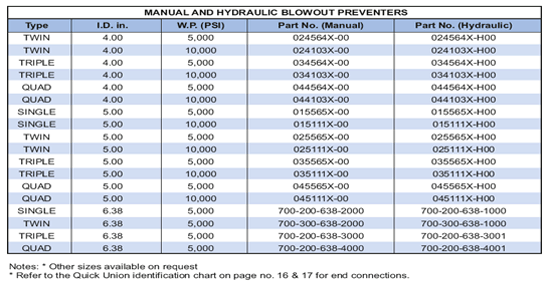 MANUAL AND HYDRAULIC BLOWOUT PREVENTERS
Type I.D. in. W.P. (PSI) Part No. (Manual) Part No. (Hydraulic)
TWIN 4.00 5,000 024564X-00 024564X-H00
TWIN 4.00 10,000 024103X-00 024103X-H00
TRIPLE 4.00 5,000 034564X-00 034564X-H00
TRIPLE 4.00 10,000 034103X-00 034103X-H00
QUAD 4.00 5,000 044564X-00 044564X-H00
QUAD 4.00 10,000 044103X-00 044103X-H00
SINGLE 5.00 5,000 015565X-00 015565X-H00
SINGLE 5.00 10,000 015111X-00 015111X-H00
TWIN 5.00 5,000 025565X-00 025565X-H00
TWIN 5.00 10,000 025111X-00 025111X-H00
TRIPLE 5.00 5,000 035565X-00 035565X-H00
TRIPLE 5.00 10,000 035111X-00 035111X-H00
QUAD 5.00 5,000 045565X-00 045565X-H00
QUAD 5.00 10,000 045111X-00 045111X-H00
SINGLE 6.38 5,000 700-200-638-2000 700-200-638-1000
TWIN 6.38 5,000 700-300-638-2000 700-300-638-1000
TRIPLE 6.38 5,000 700-200-638-3000 700-200-638-3001
QUAD 6.38 5,000 700-200-638-4000 700-200-638-4001
Notes: * Other sizes available on request
* Refer to the Quick Union identification chart on page no. 16 & 17 for end connections.